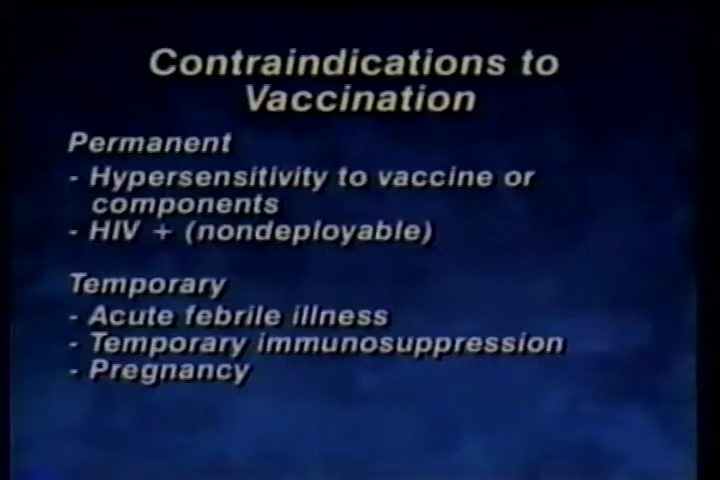 Contraindications to
Vaccination
Permanent
- Hypersensitivity to vaccine or
components
- HIV + (nondeployable)
Temporary
- Acute febrile illness
- Temporary immunosuppression
- Pregnancy